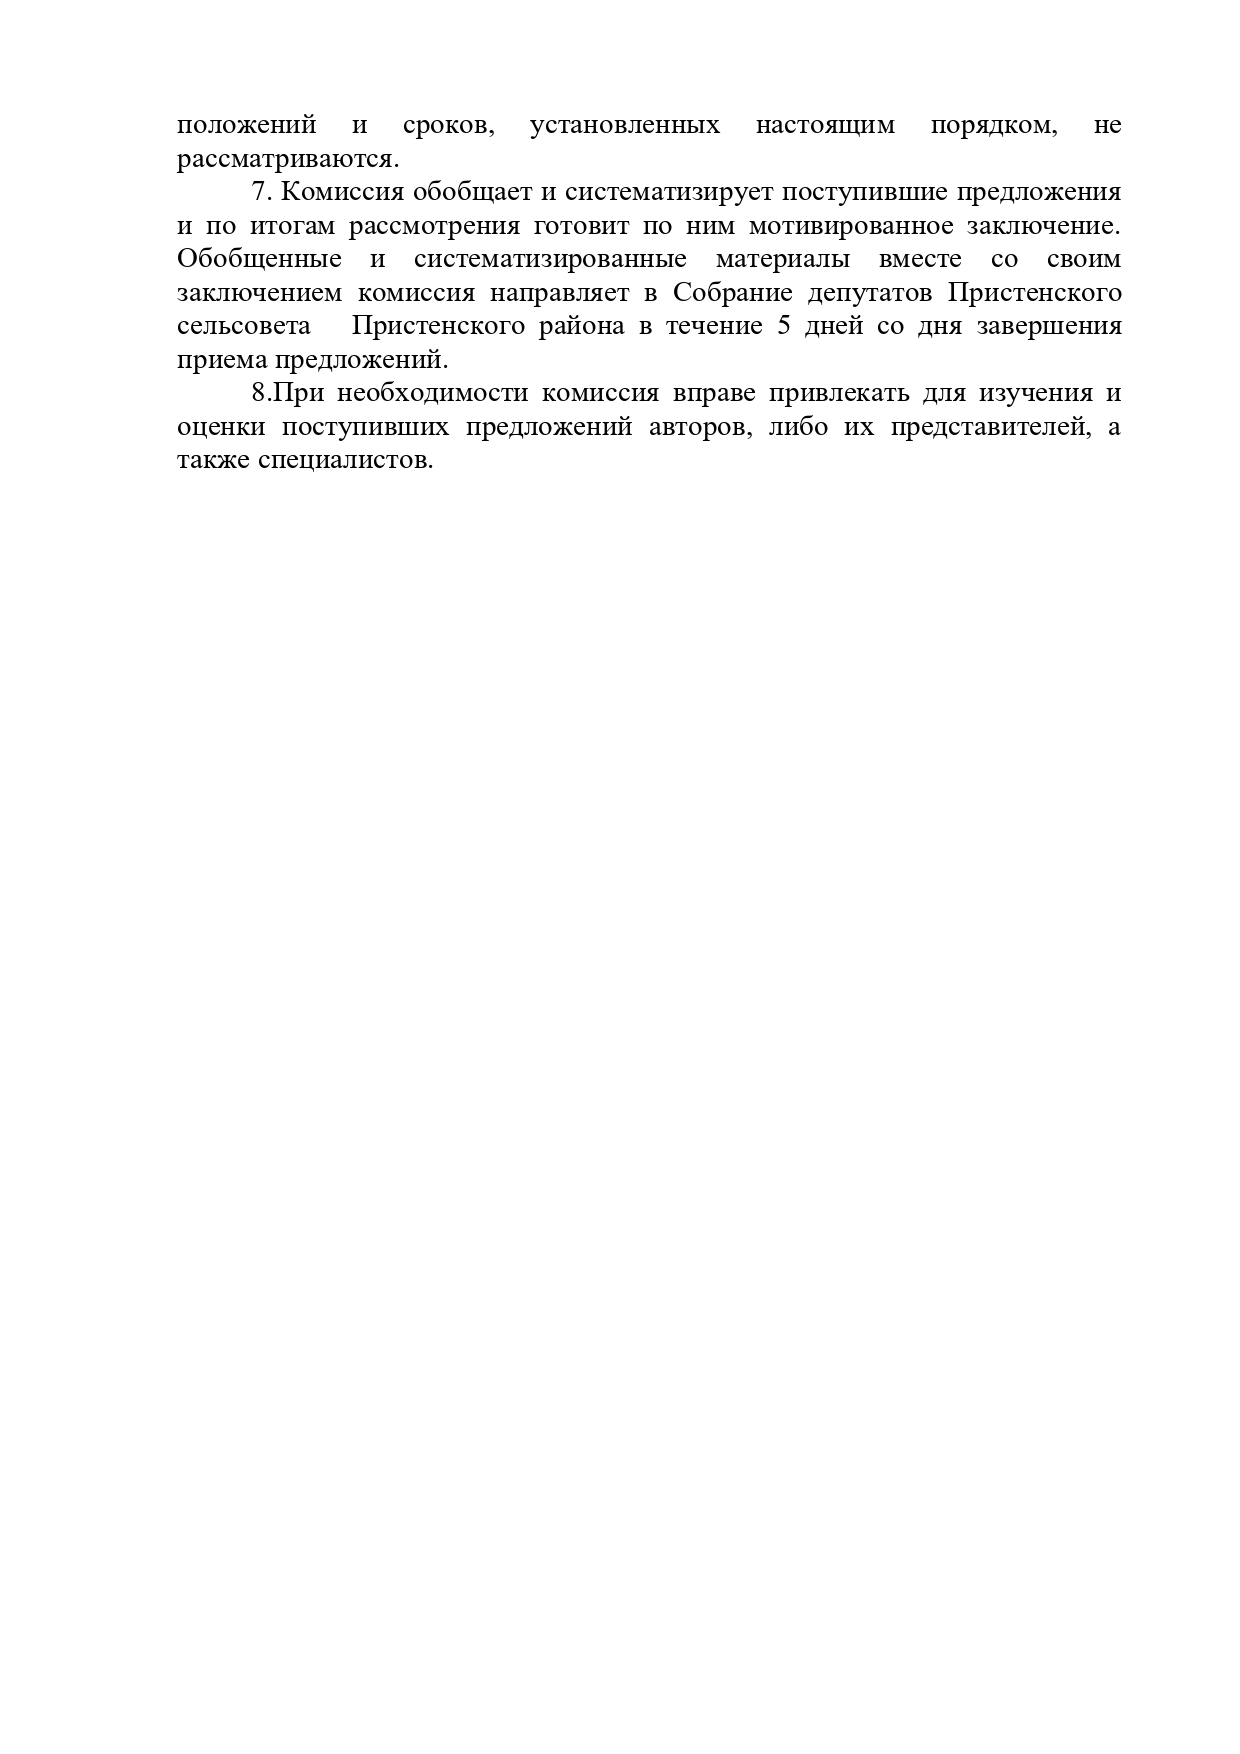 положений и сроков, установленных настоящим порядком, не
рассматриваются.
7. Комиссия обобщает и систематизирует поступившие предложения
и по итогам рассмотрения готовит по ним мотивированное заключение.
Обобщенные и систематизированные материалы вместе со своим
заключением комиссия направляет в Собрание депутатов Пристенского
сельсовета Пристенского района в течение 5 дней со дня завершения
приема предложений.
8.При необходимости комиссия вправе привлекать для изучения и
оценки поступивших предложений авторов, либо их представителей, а
также специалистов.